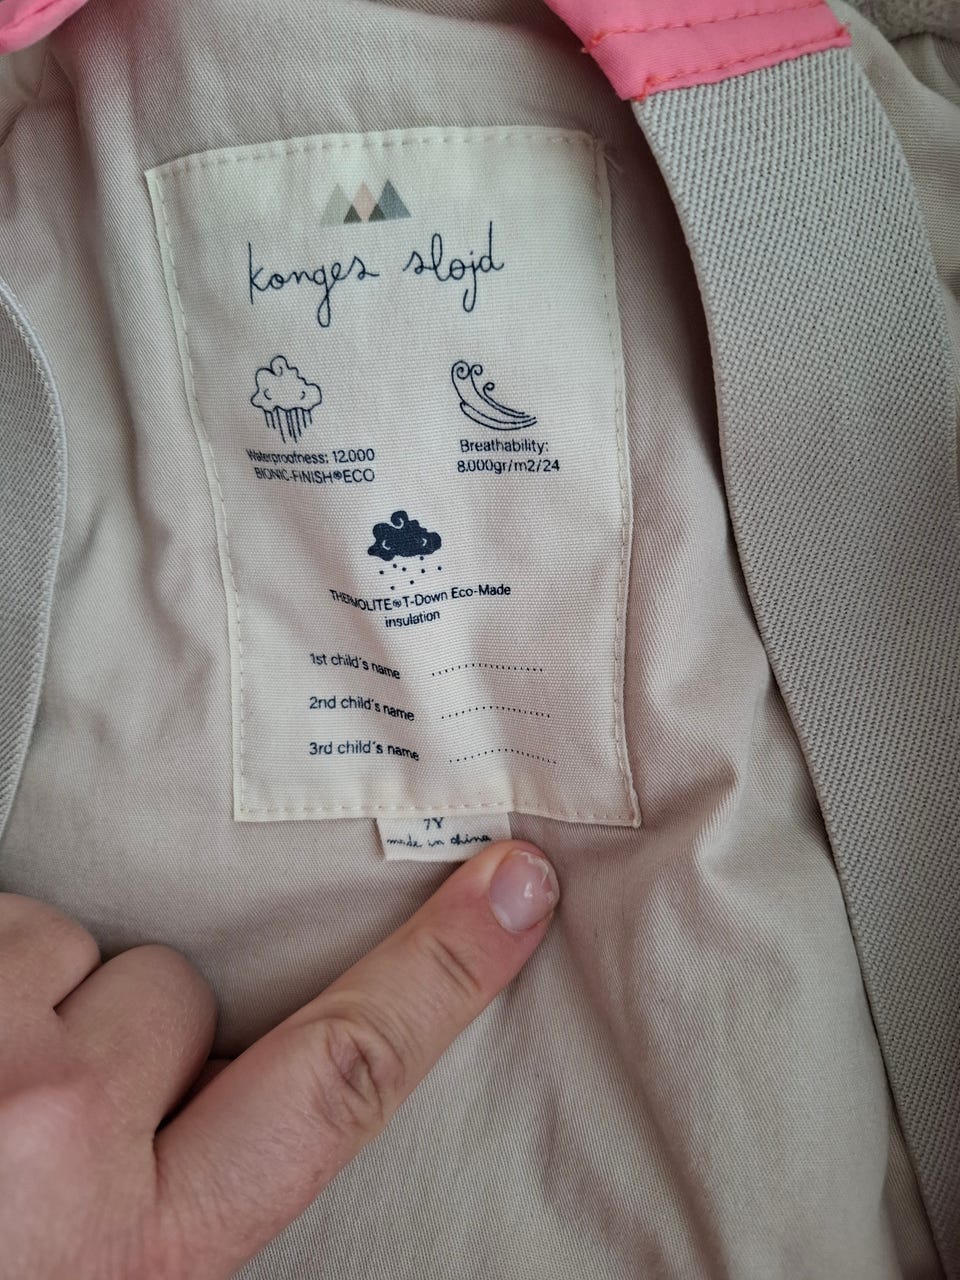 konges sløjd
Waterproofness: 12.000
BIONIC-FINISH®ECO
Breathability:
8.000gr/m2/24
THERMOLITE® T-Down Eco-Made
insulation
1st child's name ....................
2nd child's name ....................
3rd child's name ....................
7Y
made in china